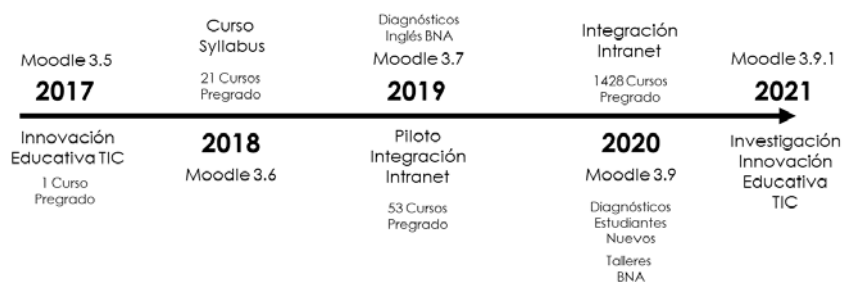 Moodle 3.5
2017
Innovación
Educativa TIC
1 Curso
Pregrado
Curso
Syllabus
21 Cursos
Pregrado
2018
Moodle 3.6
Diagnósticos
Inglés BNA
Moodle 3.7
2019
Piloto
Integración
Intranet
53 Cursos
Pregrado
Integración
Intranet
1428 Cursos
Pregrado
2020
Moodle 3.9
Diagnósticos
Estudiantes
Nuevos
Talleres
BNA
Moodle 3.9.1
2021
Investigación
Innovación
Educativa
TIC